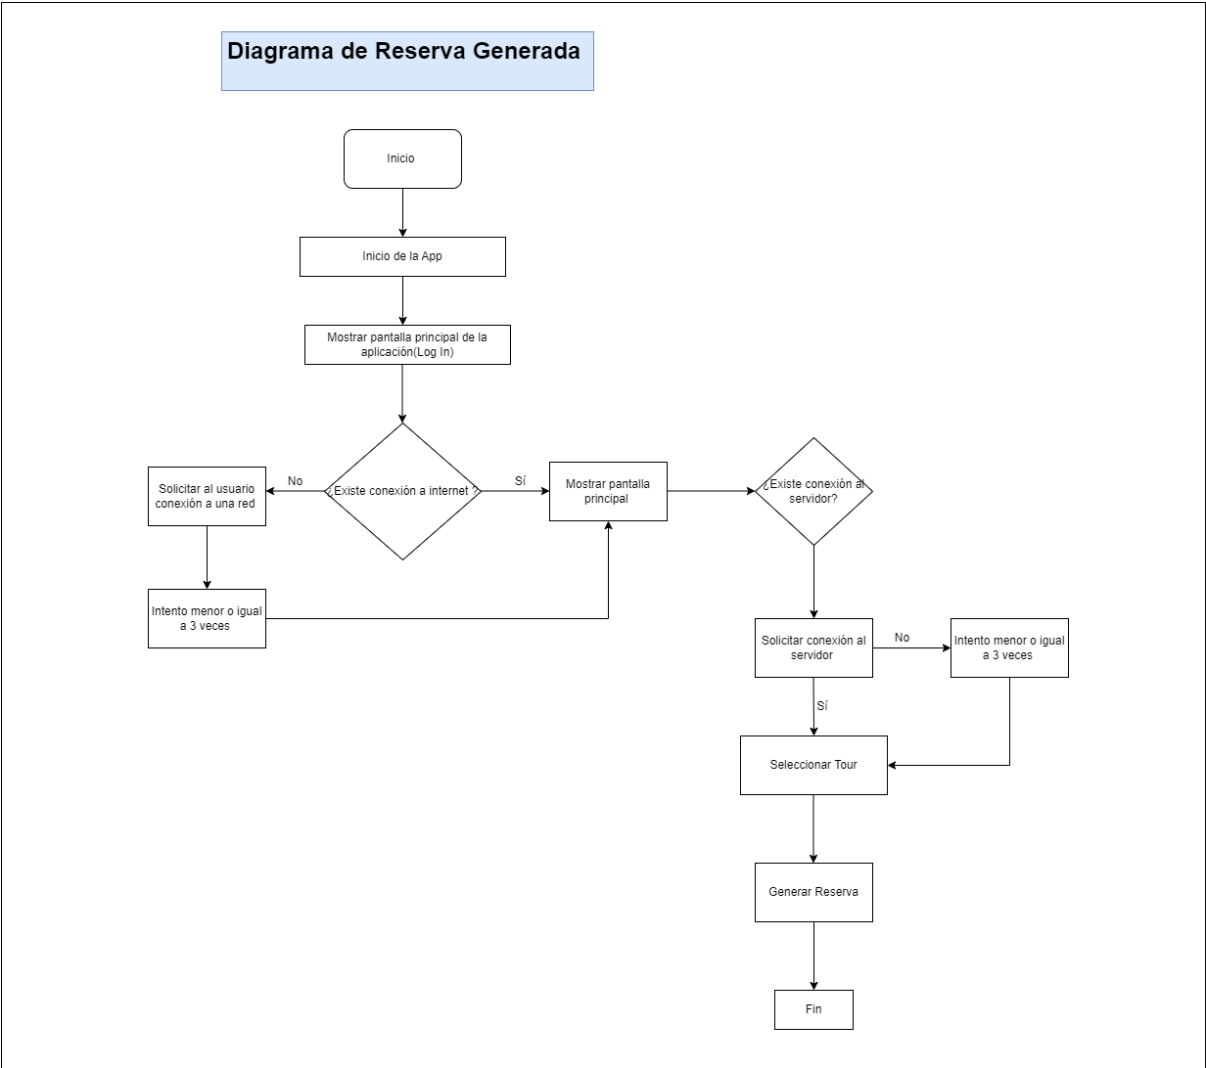 Diagrama de Reserva Generada
Inicio
Inicio de la App
Mostrar pantalla principal de la
aplicación(Log In)
¿Existe conexión a internet ?
No
Sí
Solicitar al usuario
conexión a una red
Intento menor o igual
a 3 veces
Mostrar pantalla
principal
¿Existe conexión al
servidor?
Solicitar conexión al
servidor
No
Intento menor o igual
a 3 veces
Sí
Seleccionar Tour
Generar Reserva
Fin